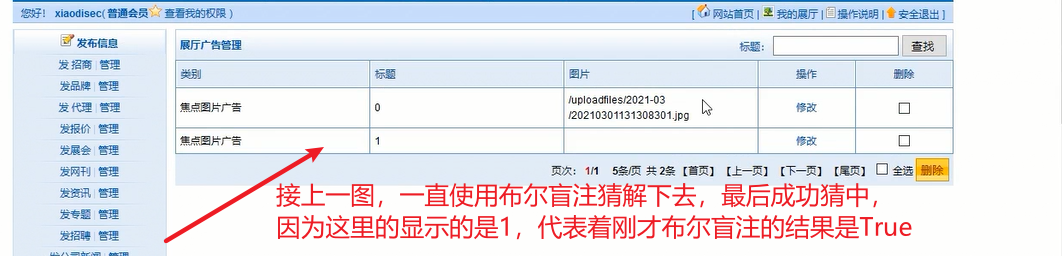 您好！ xiaodisec( 普通会员 查看我的权限 )
[ 网站首页 | 我的展厅 | 操作说明 | 安全退出 ]
发布信息
发 招商 | 管理
发品牌 | 管理
发 代理 | 管理
发报价 | 管理
发展会 | 管理
发网刊 | 管理
发资讯 | 管理
发专题 | 管理
发招聘 | 管理
发公司新闻 | 管理
展厅广告管理
标题： 查找
类别 标题 图片 操作 删除
焦点图片广告 0 /uploadfiles/2021-03
/20210301131308301.jpg 修改
焦点图片广告 1 修改
页次： 1/1 5条/页 共 2条 【首页】 【上一页】 【下一页】 【尾页】 全选 删除
接上一图，一直使用布尔盲注猜解下去，最后成功猜中，
因为这里的显示的是1，代表着刚才布尔盲注的结果是True